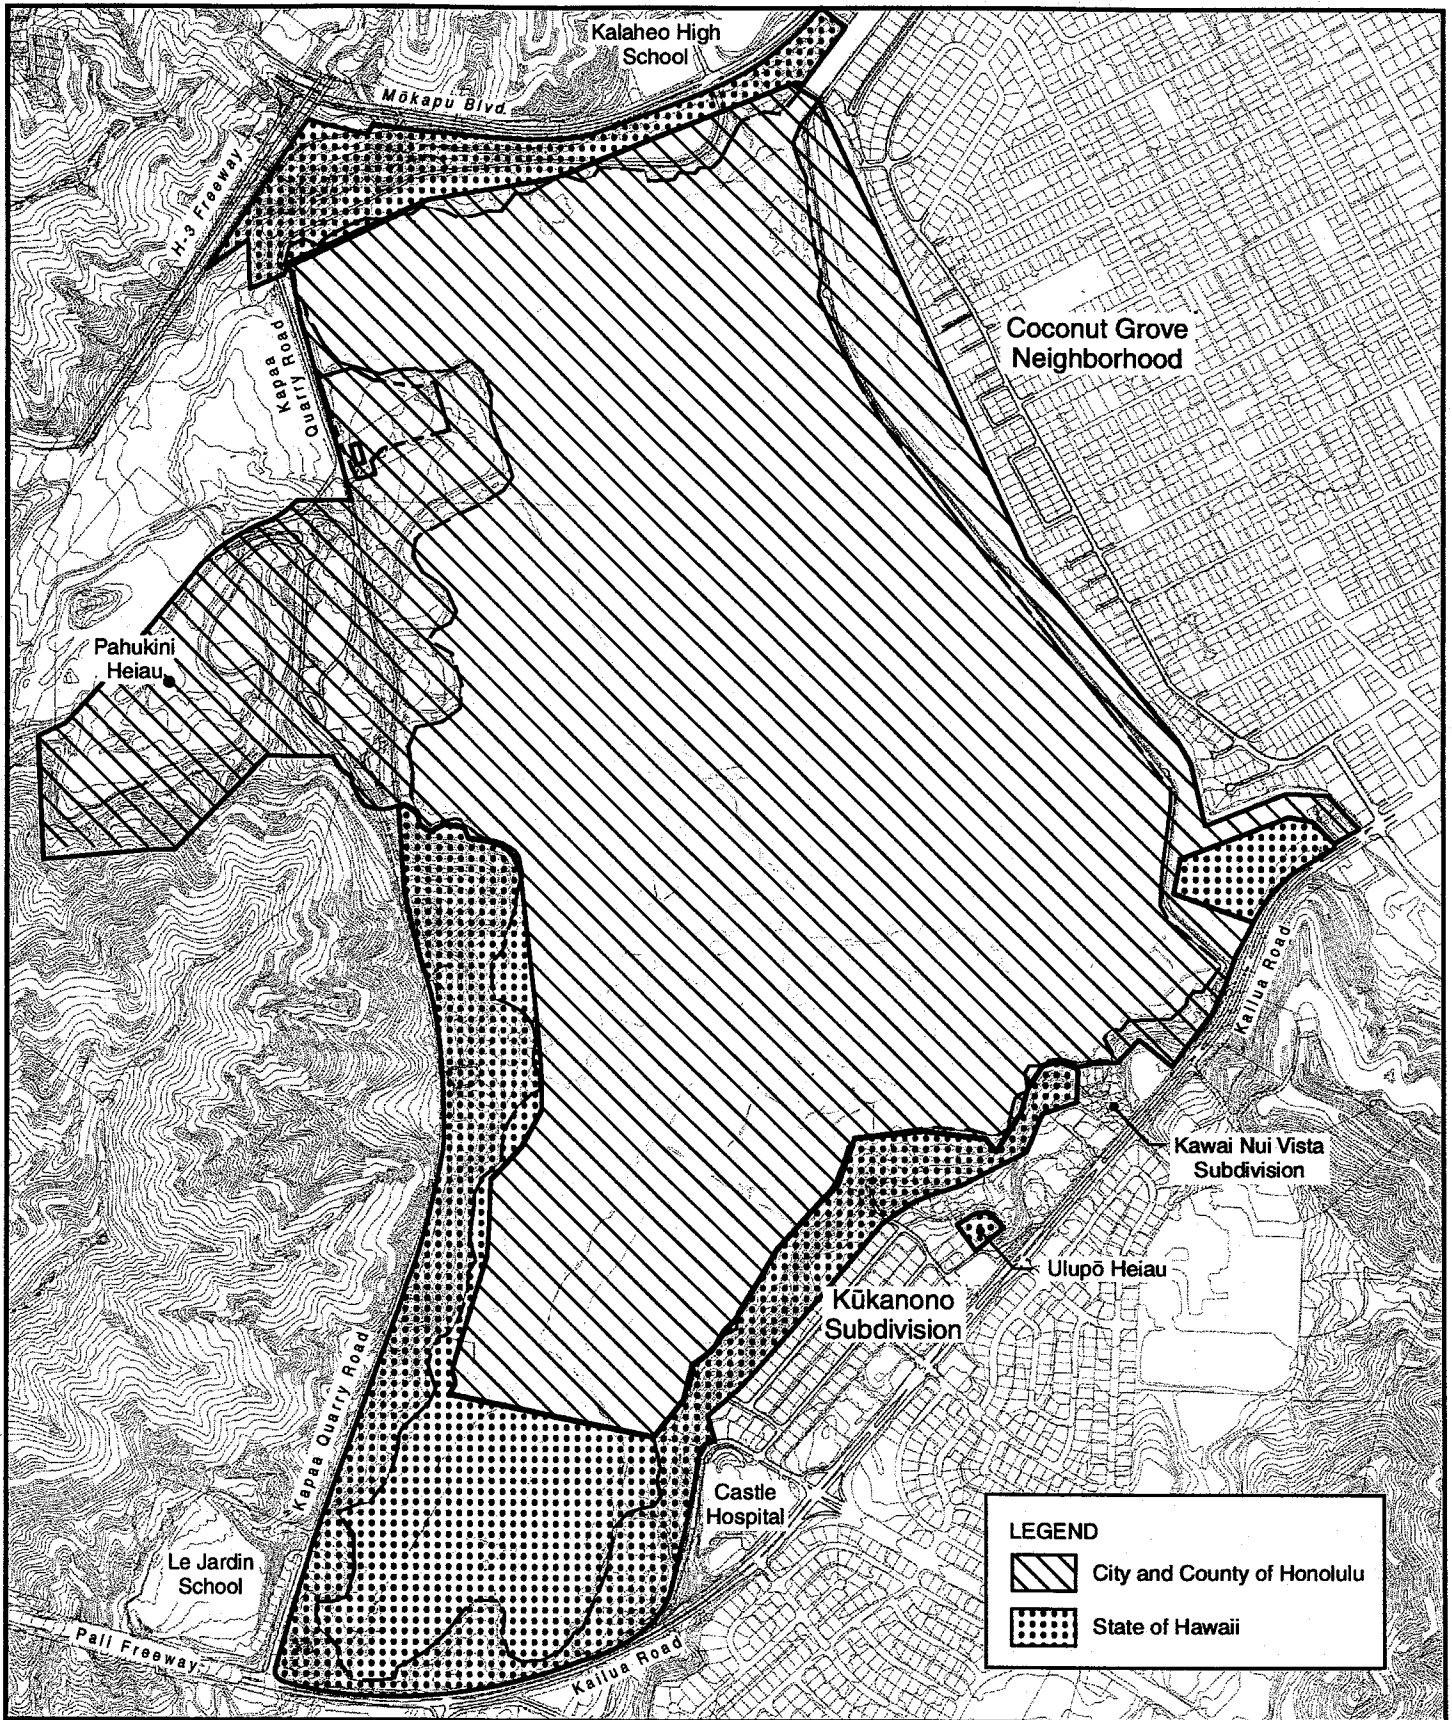 Kalaheo High
School
Mōkapu Blvd.
H-3 Freeway
Kapaa
Quarry Road
Coconut Grove
Neighborhood
Pahukini
Heiau
Kailua Road
Kawai Nui Vista
Subdivision
Ulupō Heiau
Kūkanono
Subdivision
Kapaa Quarry Road
Castle
Hospital
Le Jardin
School
Pali Freeway
Kailua Road
LEGEND
City and County of Honolulu
State of Hawaii